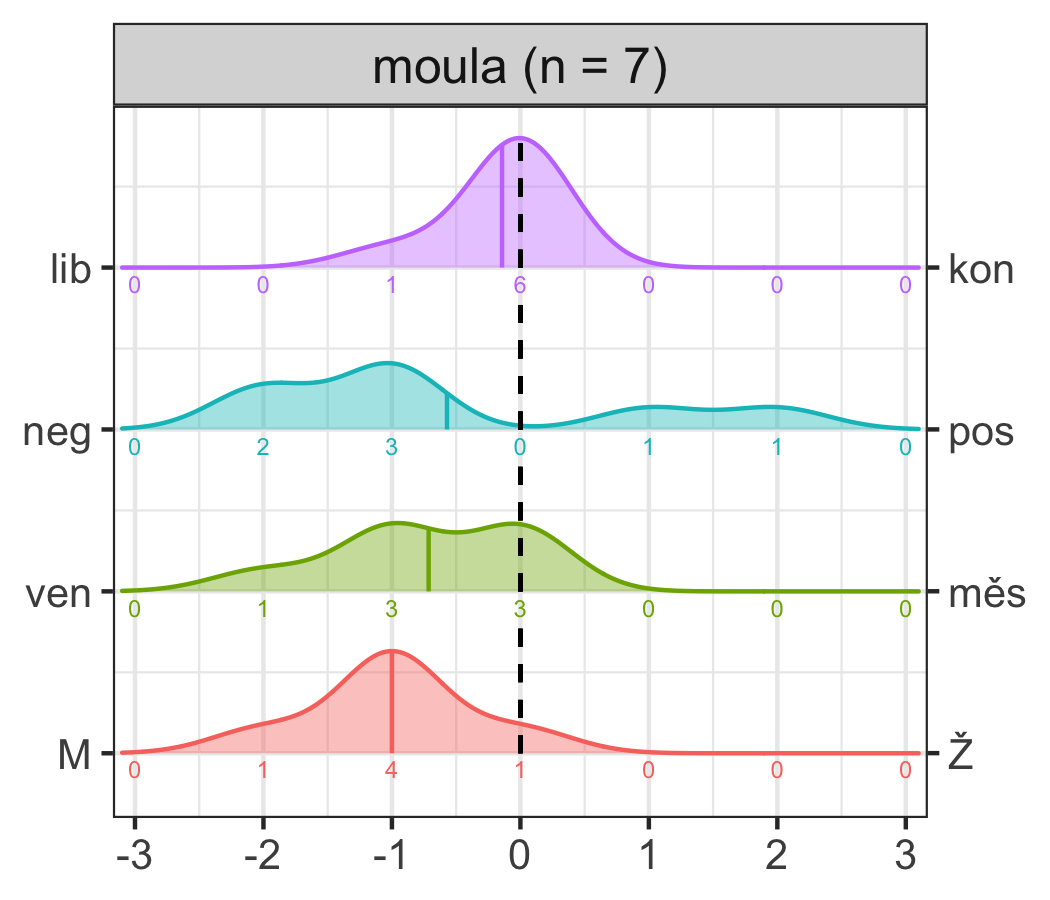 moula (n = 7)
lib kon
0 0 1 6 0 0 0
neg pos
0 2 3 0 1 1 0
ven měs
0 1 3 3 0 0 0
M Ž
0 1 4 1 0 0 0
-3 -2 -1 0 1 2 3